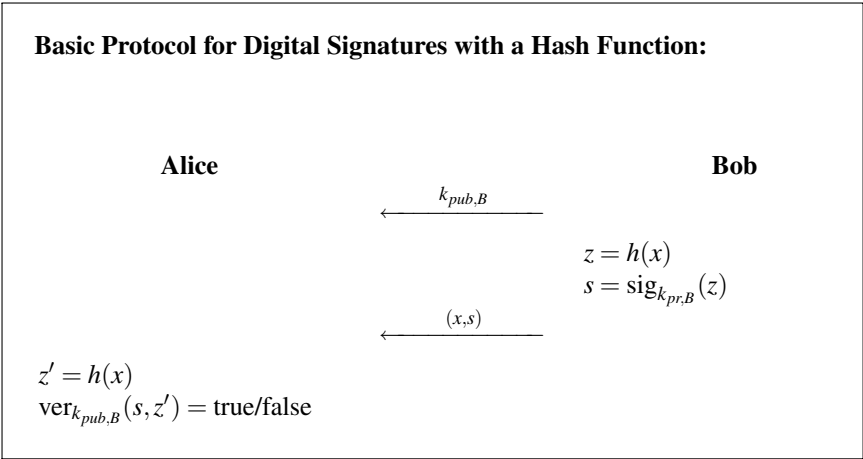 Basic Protocol for Digital Signatures with a Hash Function:
Alice Bob
k_{pub,B}
z = h(x)
s = sig_{k_{pr,B}}(z)
(x,s)
z′ = h(x)
ver_{k_{pub,B}}(s,z′) = true/false